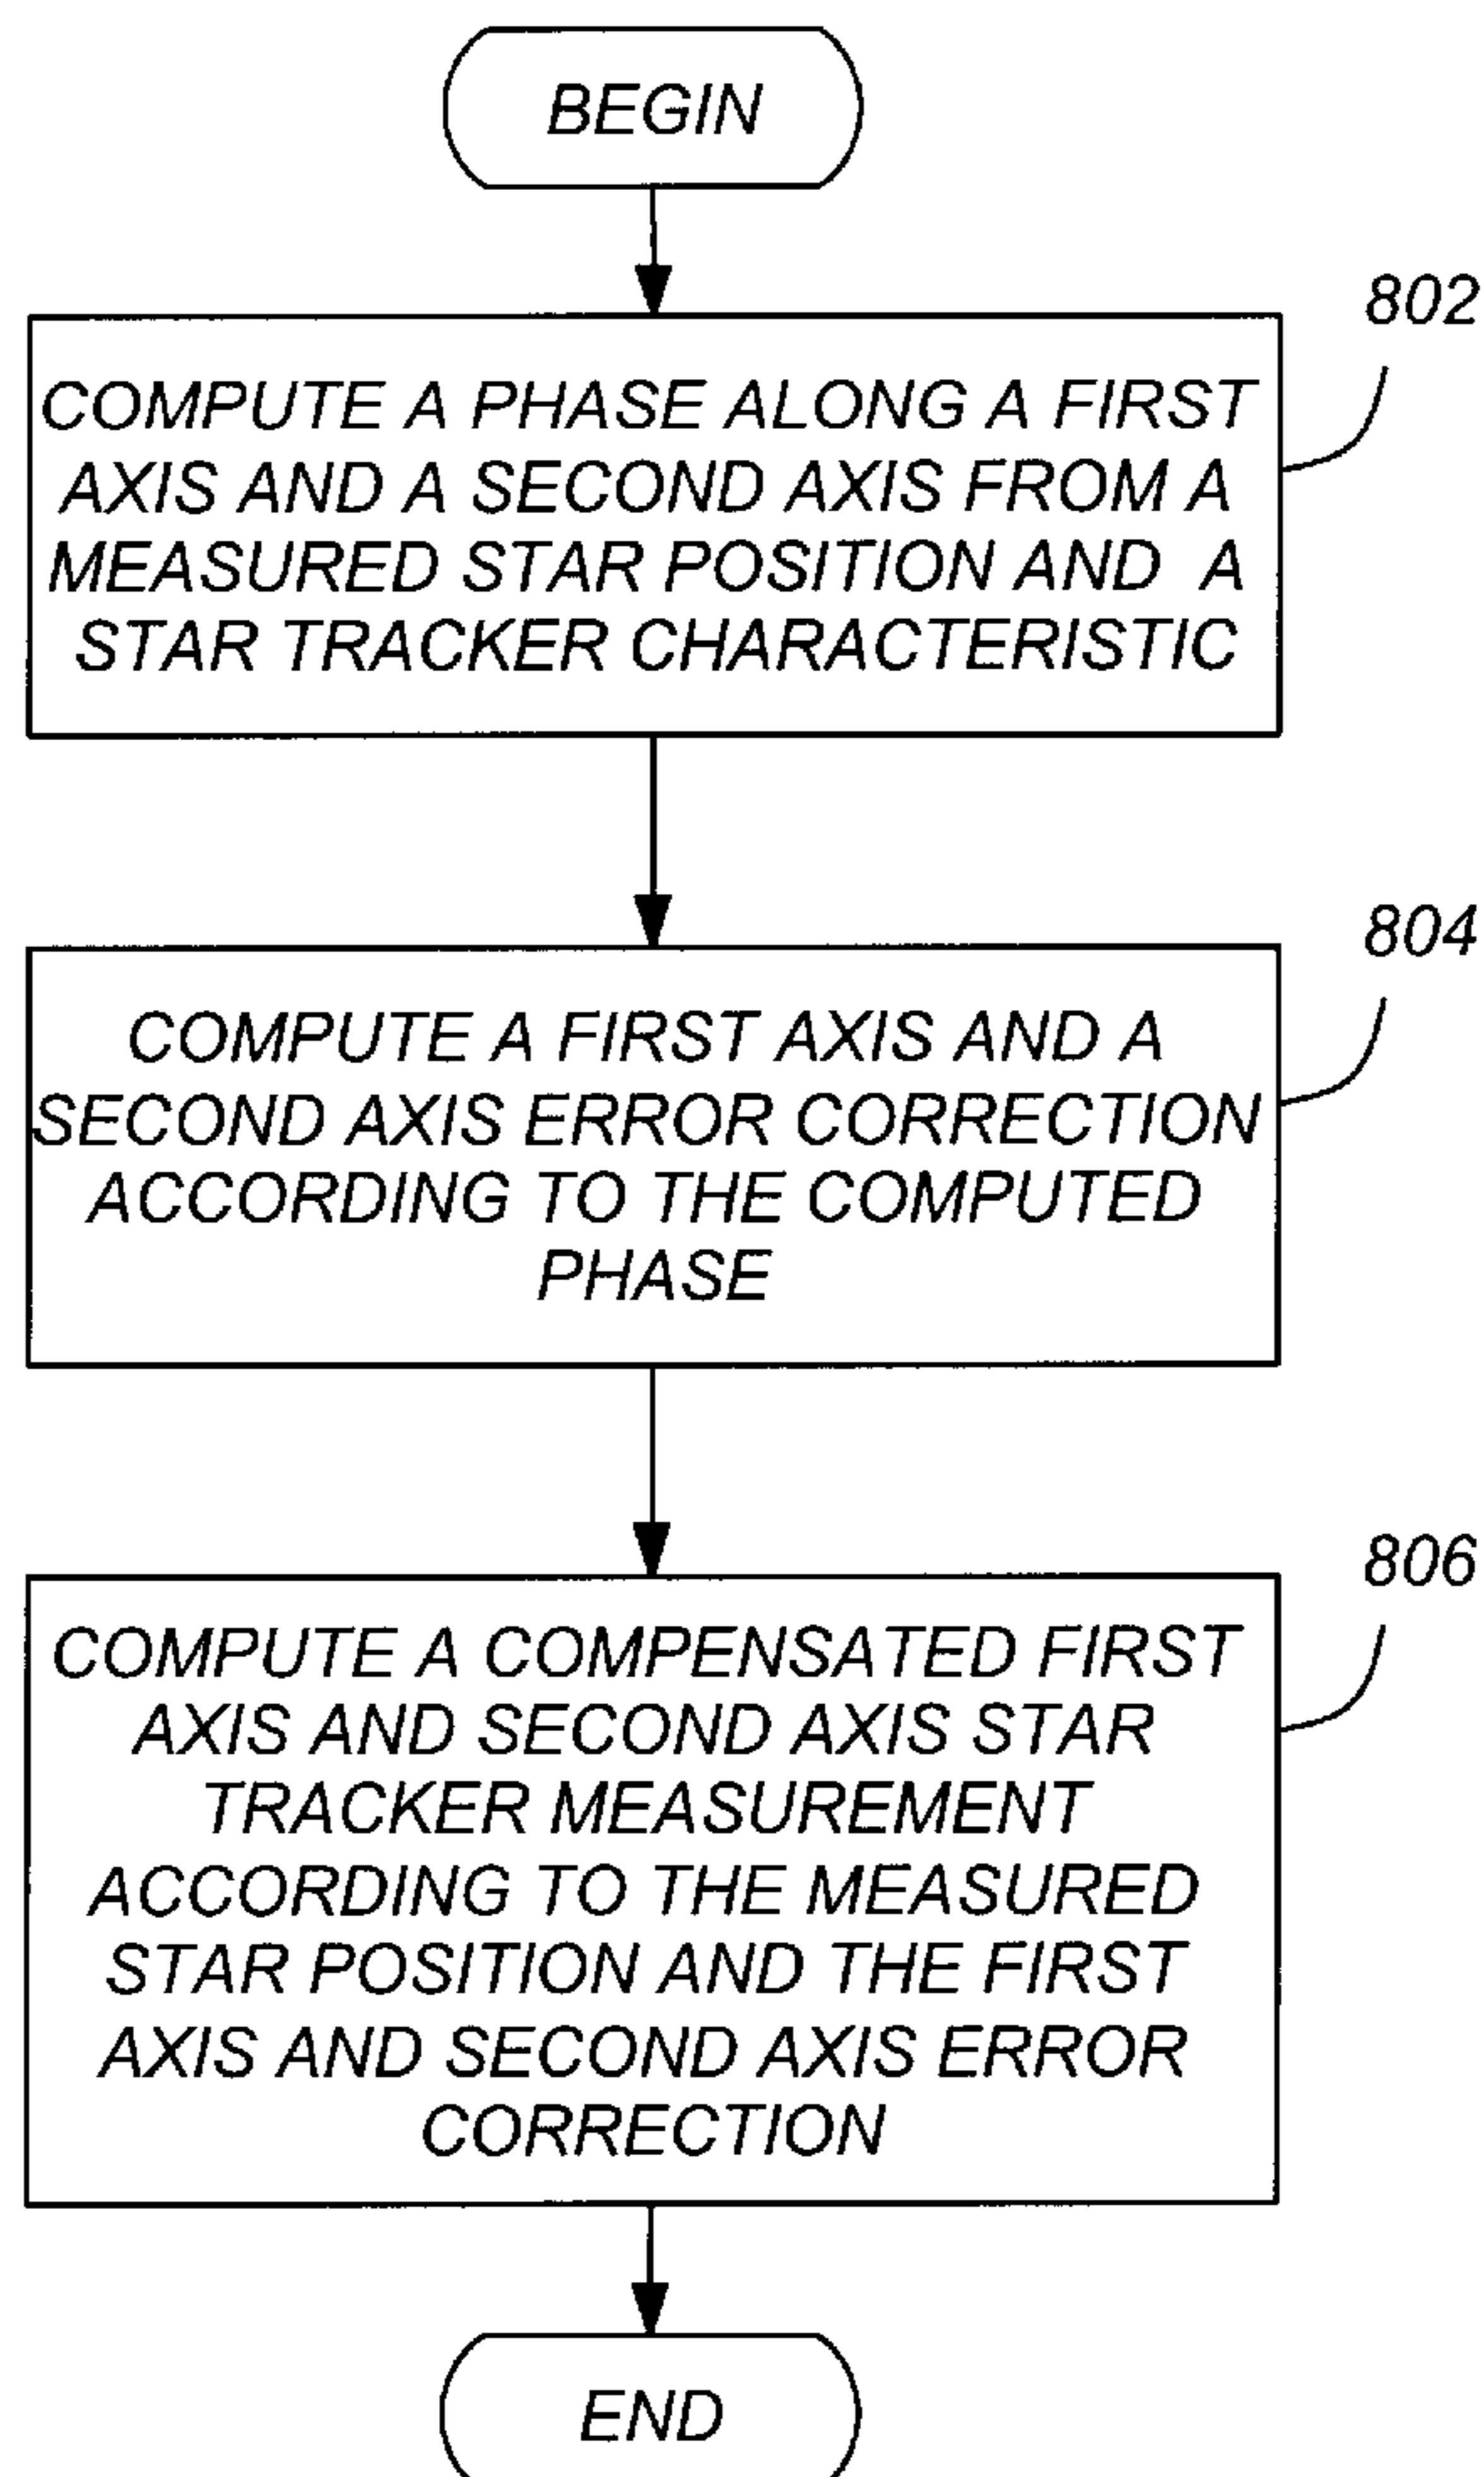 BEGIN
802
COMPUTE A PHASE ALONG A FIRST
AXIS AND A SECOND AXIS FROM A
MEASURED STAR POSITION AND A
STAR TRACKER CHARACTERISTIC
804
COMPUTE A FIRST AXIS AND A
SECOND AXIS ERROR CORRECTION
ACCORDING TO THE COMPUTED
PHASE
806
COMPUTE A COMPENSATED FIRST
AXIS AND SECOND AXIS STAR
TRACKER MEASUREMENT
ACCORDING TO THE MEASURED
STAR POSITION AND THE FIRST
AXIS AND SECOND AXIS ERROR
CORRECTION
END